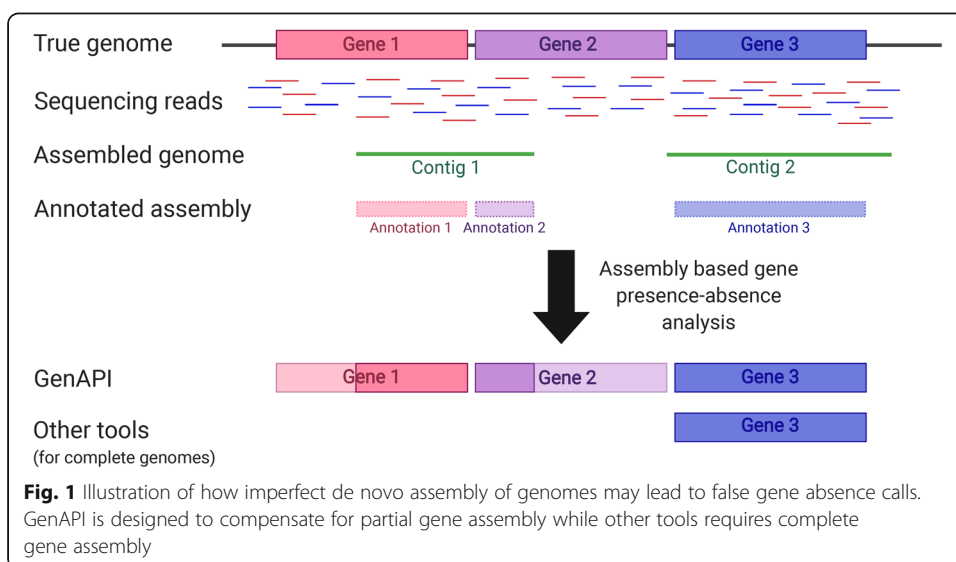 True genome
Gene 1 Gene 2 Gene 3
Sequencing reads
Assembled genome
Contig 1 Contig 2
Annotated assembly
Annotation 1 Annotation 2 Annotation 3
Assembly based gene
presence-absence
analysis
GenAPI
Gene 1 Gene 2 Gene 3
Other tools
(for complete genomes)
Gene 3
Fig. 1 Illustration of how imperfect de novo assembly of genomes may lead to false gene absence calls.
GenAPI is designed to compensate for partial gene assembly while other tools requires complete
gene assembly